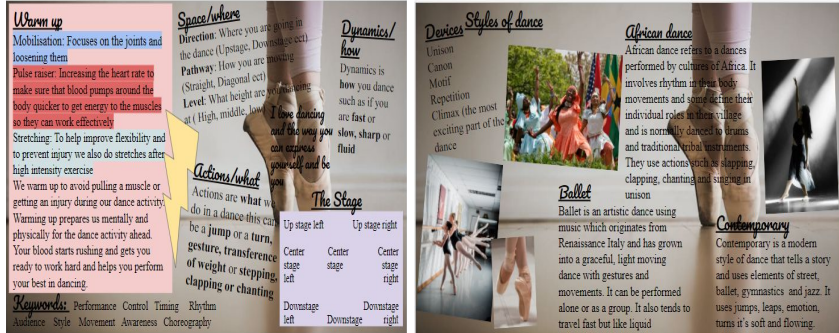 Warm up
Mobilisation: Focuses on the joints and
loosening them
Pulse raiser: Increasing the heart rate to
make sure that blood pumps around the
body quicker to get energy to the muscles
so they can work effectively
Stretching: To help improve flexibility and
to prevent injury we also do stretches after
high intensity exercise
We warm up to avoid pulling a muscle or
getting an injury during our dance activity.
Warming up prepares us mentally and
physically for the dance activity ahead.
Your blood starts rushing and gets you
ready to work hard and helps you perform
your best in dancing.
Keywords: Performance Control Timing Rhythm
Audience Style Movement Awareness Choreography
Space/where
Direction: Where you are going in
the dance (Upstage, Downstage ect)
Pathway: How you are moving
(Straight, Diagonal ect)
Level: What height are you dancing
at ( High, middle, low
I love dancing
and the way you
can express
yourself and be
you
Dynamics/
how
Dynamics is
how you dance
such as if you
are fast or
slow, sharp or
fluid
Actions/what
Actions are what we
do in a dance this can
be a jump or a turn,
gesture, transference
of weight or stepping,
clapping or chanting
The Stage
Up stage left Up stage right
Center Center Center
stage stage stage
left right
Downstage Downstage
left Downstage right
Devices
Unison
Canon
Motif
Repetition
Climax (the most
exciting part of the
dance
Styles of dance
African dance
African dance refers to a dances
performed by cultures of Africa. It
involves rhythm in their body
movements and some define their
individual roles in their village
and is normally danced to drums
and traditional tribal instruments.
They use actions such as slapping,
clapping, chanting and singing in
unison
Ballet
Ballet is an artistic dance using
music which originates from
Renaissance Italy and has grown
into a graceful, light moving
dance with gestures and
movements. It can be performed
alone or as a group. It also tends to
travel fast but like liquid
Contemporary
Contemporary is a modern
style of dance that tells a story
and uses elements of street,
ballet, gymnastics and jazz. It
uses jumps, leaps, emotion,
turns it's soft and flowing.